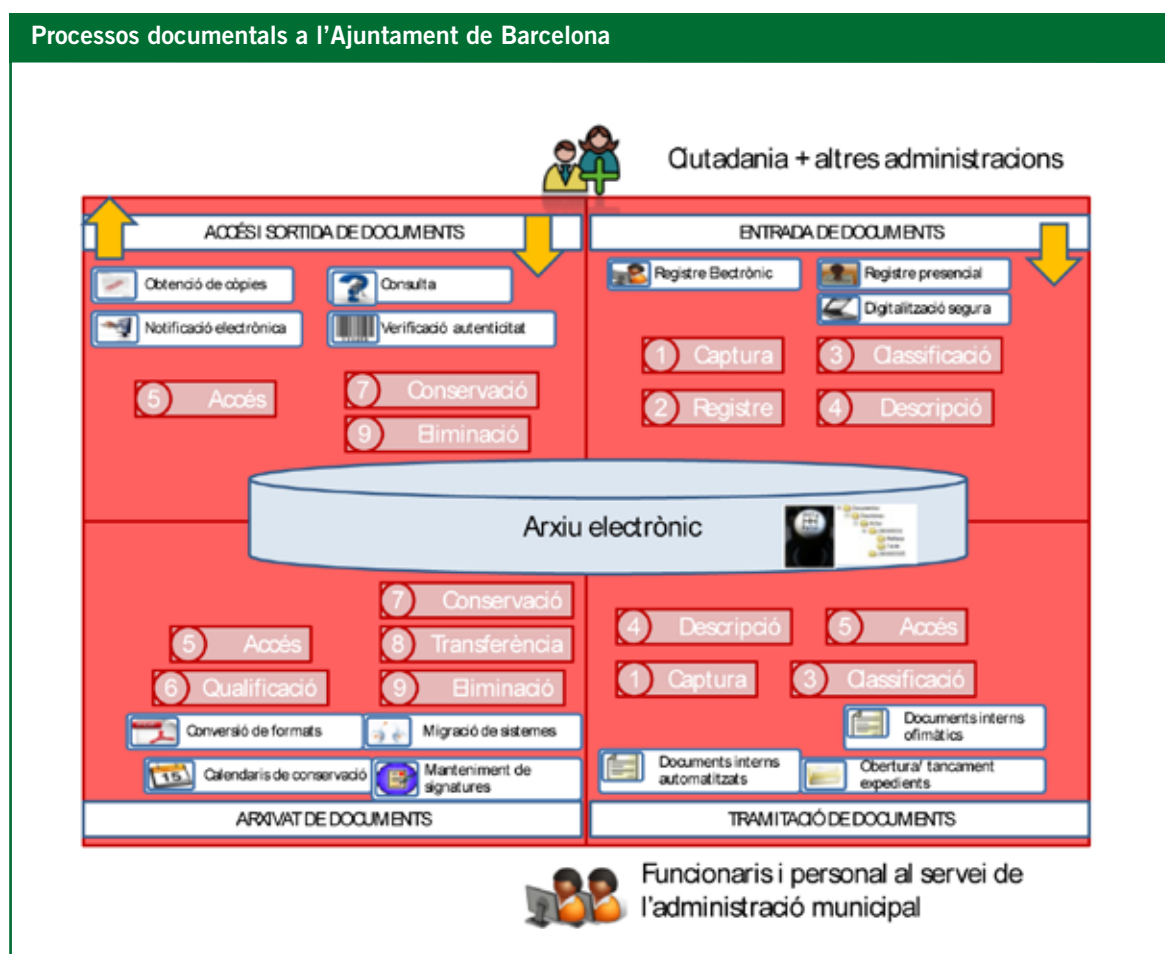 Processos documentals a l'Ajuntament de Barcelona
Ciutadania + altres administracions
ACCÉS I SORTIDA DE DOCUMENTS
Obtenció de còpies
Consulta
Notificació electrònica
Verificació autenticitat
5 Accés
7 Conservació
9 Eliminació
ENTRADA DE DOCUMENTS
Registre Electrònic
Registre presencial
Digitalització segura
1 Captura
3 Classificació
2 Registre
4 Descripció
Arxiu electrònic
7 Conservació
5 Accés
8 Transferència
6 Qualificació
9 Eliminació
Conversió de formats
Migració de sistemes
15
Calendaris de conservació
Manteniment de
signatures
ARXIVAT DE DOCUMENTS
4 Descripció
5 Accés
1 Captura
3 Classificació
Documents interns
ofimàtics
Documents interns
automatitzats
Obertura/ tancament
expedients
TRAMITACIÓ DE DOCUMENTS
Funcionaris i personal al servei de
l'administració municipal